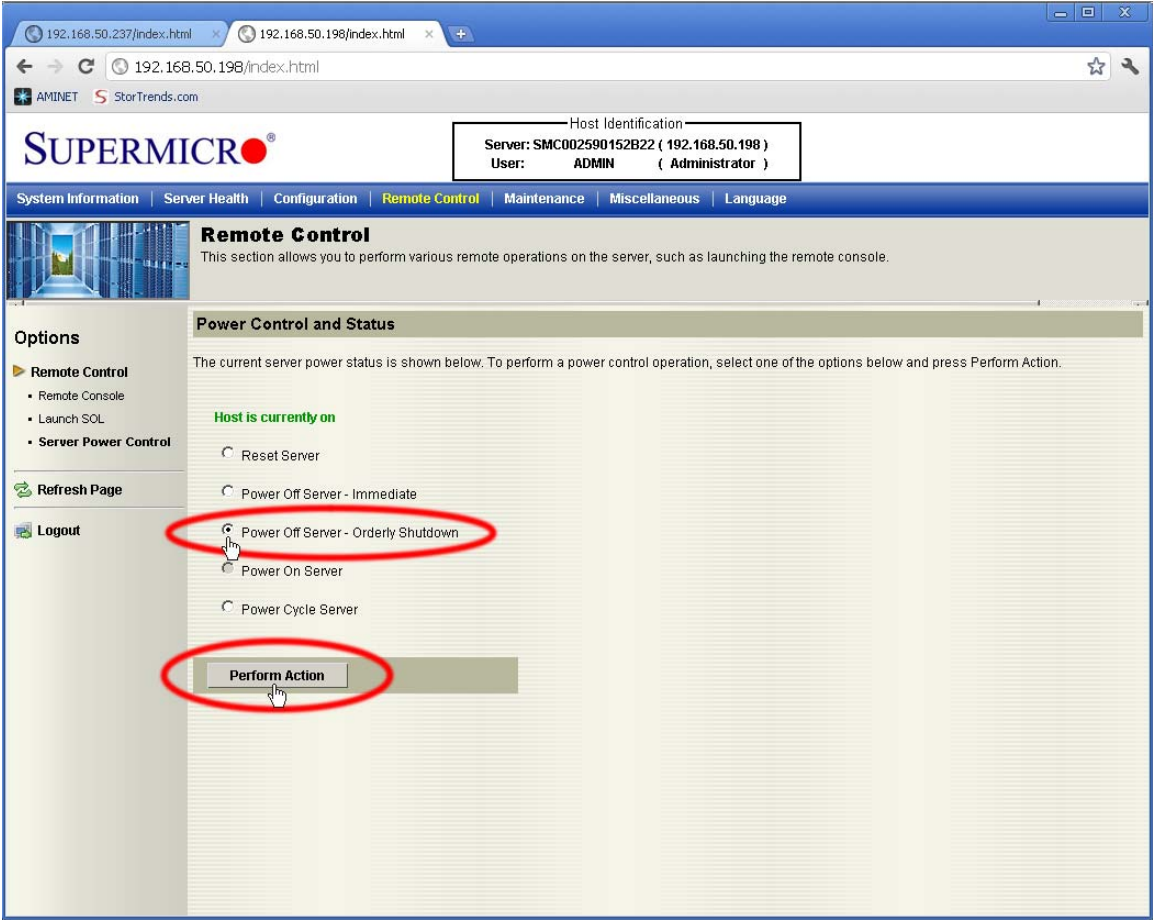 192.168.50.237/index.htm
192.168.50.198/index.html
192.168.50.198/index.html
AMINET StorTrends.com
SUPERMICRO®
Host Identification
Server: SMC002590152B22 ( 192.168.50.198 )
User: ADMIN ( Administrator )
System Information | Server Health | Configuration | Remote Control | Maintenance | Miscellaneous | Language
Remote Control
This section allows you to perform various remote operations on the server, such as launching the remote console.
Options
Remote Control
Remote Console
Launch SOL
Server Power Control
Refresh Page
Logout
Power Control and Status
The current server power status is shown below. To perform a power control operation, select one of the options below and press Perform Action.
Host is currently on
Reset Server
Power Off Server - Immediate
Power Off Server - Orderly Shutdown
Power On Server
Power Cycle Server
Perform Action